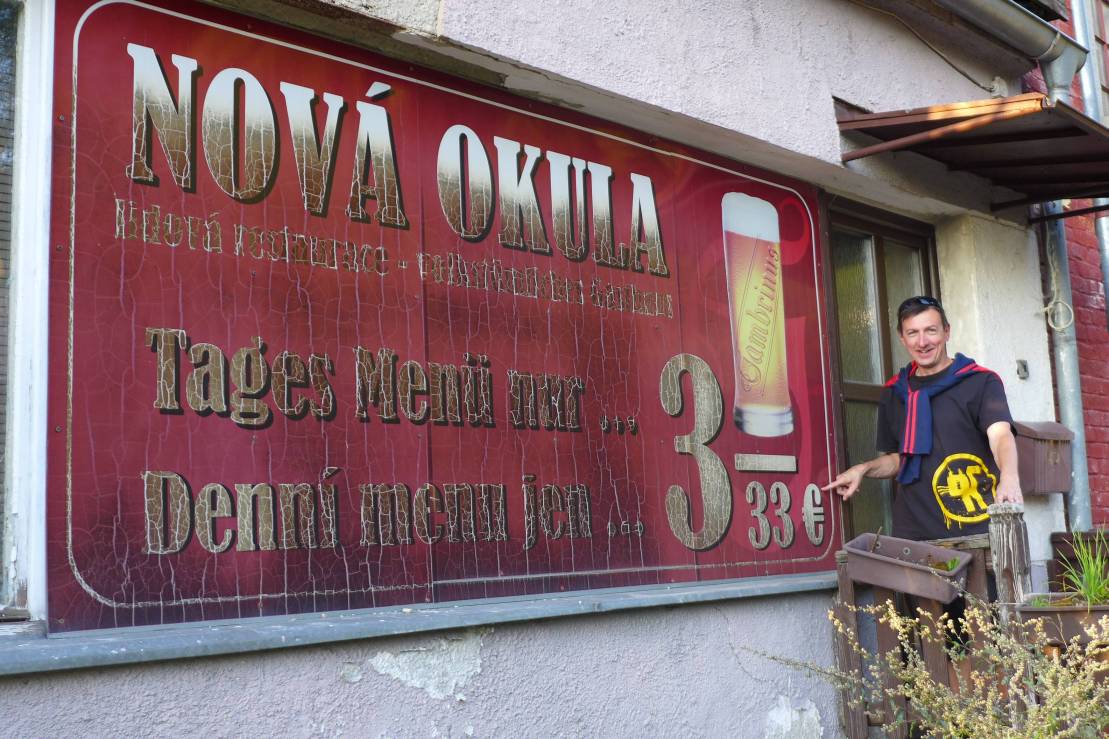 NOVÁ OKULA
lidová restaurace - Volkstümliches Gasthaus
Gambrinus
Tages Menü nur ... 3
Denní menu jen ... 33 €